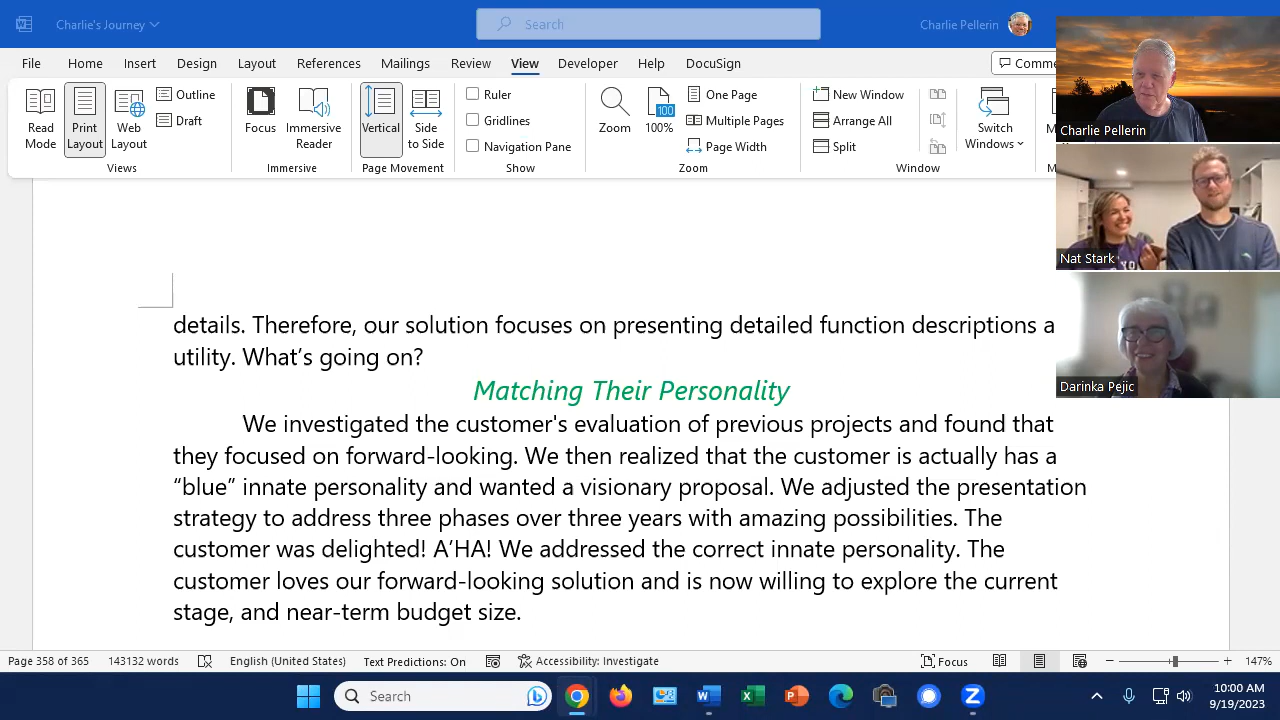 Charlie's Journey
Search
Charlie Pellerin
File Home Insert Design Layout References Mailings Review View Developer Help DocuSign
Comme
Read Mode
Print Layout
Web Layout
Outline
Draft
Views
Focus
Immersive Reader
Immersive
Vertical
Side to Side
Page Movement
Ruler
Gridlines
Navigation Pane
Show
Zoom
100
100%
One Page
Multiple Pages
Page Width
Zoom
New Window
Arrange All
Split
Switch Windows
Window
Charlie Pellerin
Nat Stark
Darinka Pejic
details. Therefore, our solution focuses on presenting detailed function descriptions a
utility. What’s going on?
Matching Their Personality
We investigated the customer's evaluation of previous projects and found that
they focused on forward-looking. We then realized that the customer is actually has a
“blue” innate personality and wanted a visionary proposal. We adjusted the presentation
strategy to address three phases over three years with amazing possibilities. The
customer was delighted! A’HA! We addressed the correct innate personality. The
customer loves our forward-looking solution and is now willing to explore the current
stage, and near-term budget size.
Page 358 of 365 143132 words English (United States) Text Predictions: On Accessibility: Investigate Focus 147%
Search
10:00 AM
9/19/2023